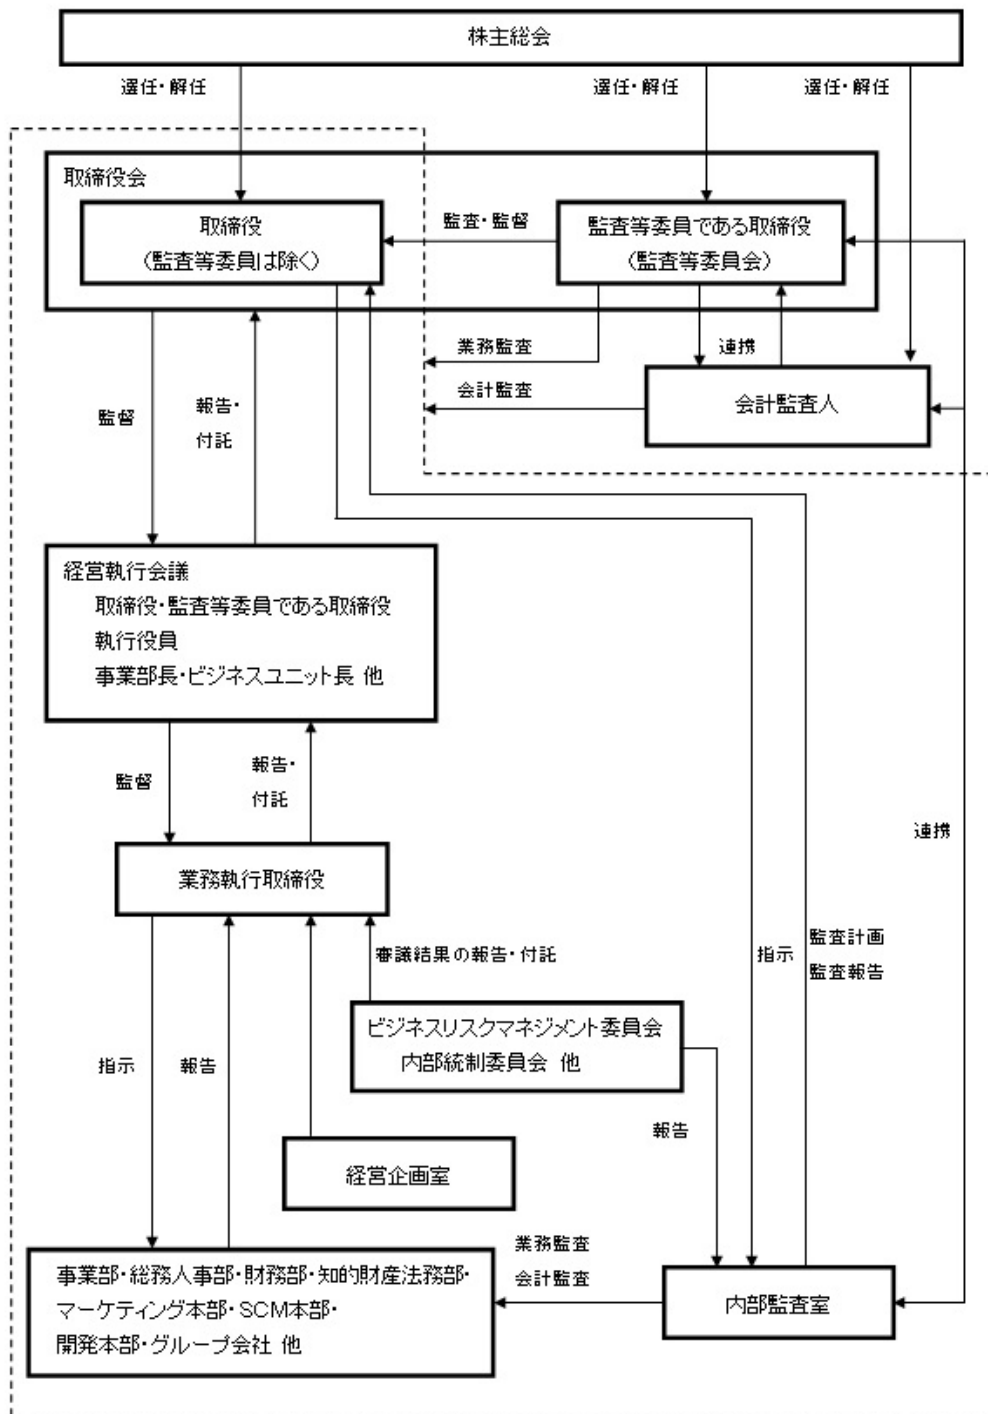 株主総会
選任・解任
選任・解任
選任・解任
取締役会
取締役
(監査等委員は除く)
監査・監督
監査等委員である取締役
(監査等委員会)
業務監査
連携
会計監査
会計監査人
監督
報告・
付託
経営執行会議
取締役・監査等委員である取締役
執行役員
事業部長・ビジネスユニット長 他
監督
報告・
付託
連携
業務執行取締役
審議結果の報告・付託
指示
監査計画
監査報告
ビジネスリスクマネジメント委員会
内部統制委員会 他
指示
報告
報告
経営企画室
業務監査
会計監査
事業部・総務人事部・財務部・知的財産法務部・
マーケティング本部・SCM本部・
開発本部・グループ会社 他
内部監査室